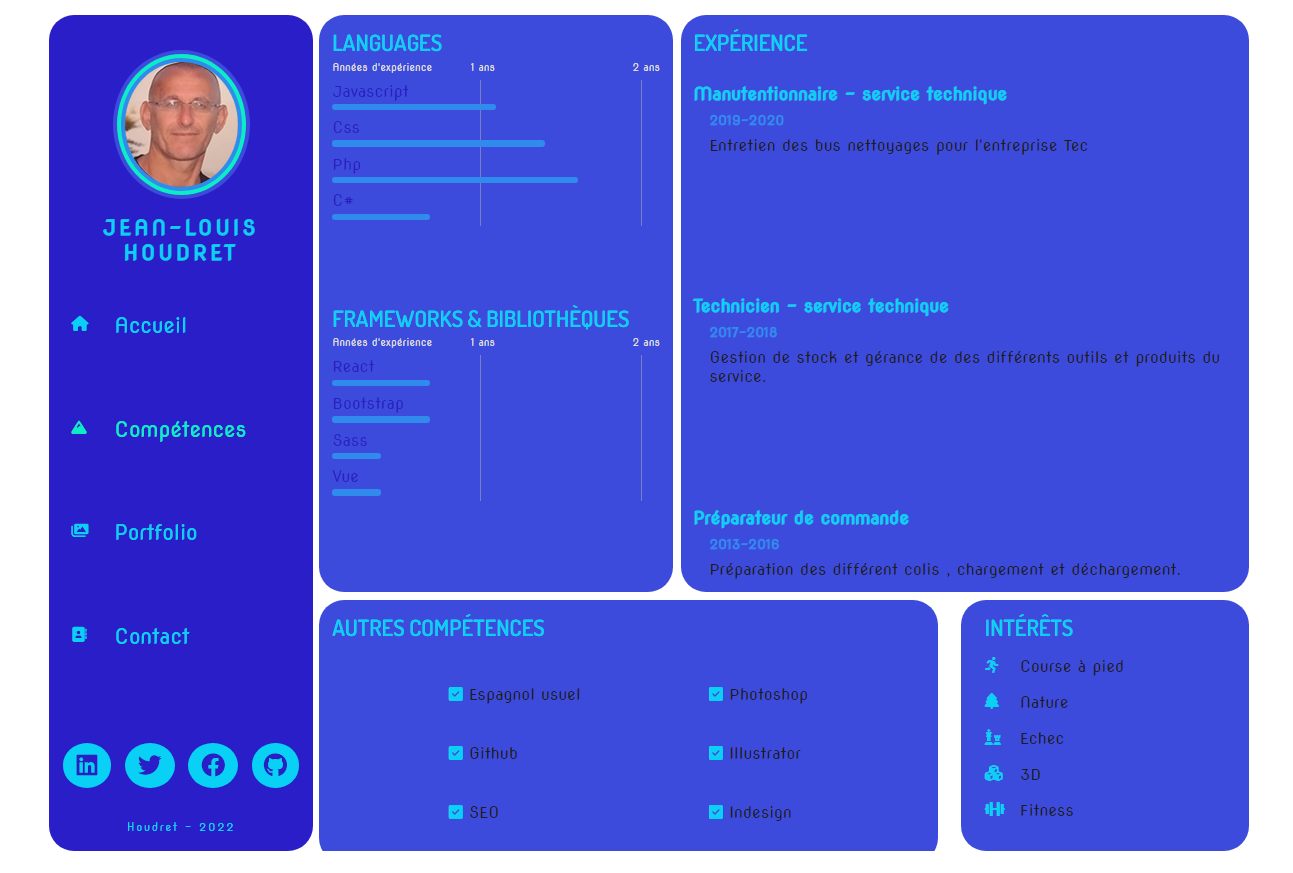 JEAN-LOUIS
HOUDRET
Accueil
Compétences
Portfolio
Contact
Houdret - 2022
LANGUAGES
Années d'expérience 1 ans 2 ans
Javascript
Css
Php
C#
FRAMEWORKS & BIBLIOTHÈQUES
Années d'expérience 1 ans 2 ans
React
Bootstrap
Sass
Vue
EXPÉRIENCE
Manutentionnaire - service technique
2019-2020
Entretien des bus nettoyages pour l'entreprise Tec
Technicien - service technique
2017-2018
Gestion de stock et gérance de des différents outils et produits du
service.
Préparateur de commande
2013-2016
Préparation des différent colis , chargement et déchargement.
AUTRES COMPÉTENCES
Espagnol usuel Photoshop
Github Illustrator
SEO Indesign
INTÉRÊTS
Course à pied
Nature
Echec
3D
Fitness